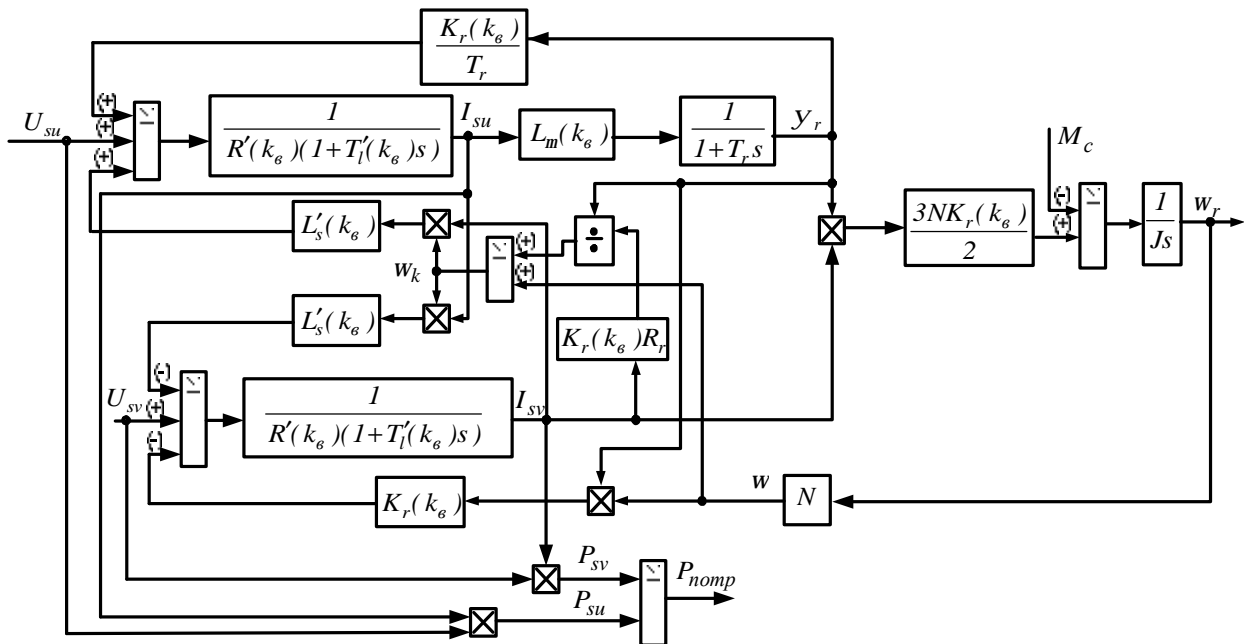 K_r(k_в)
T_r
(+)
(+)
(+)
U_su
1
R'(k_в)(1+T'_l(k_в)s)
I_su
L_m(k_в)
1
1+T_r s
y_r
M_c
(-)
(+)
3NK_r(k_в)
2
1
Js
w_r
L'_s(k_в)
÷
(+)
(+)
w_k
L'_s(k_в)
K_r(k_в)R_r
(-)
U_sv (+)
(-)
1
R'(k_в)(1+T'_l(k_в)s)
I_sv
K_r(k_в)
w
N
P_sv
P_потр
P_su